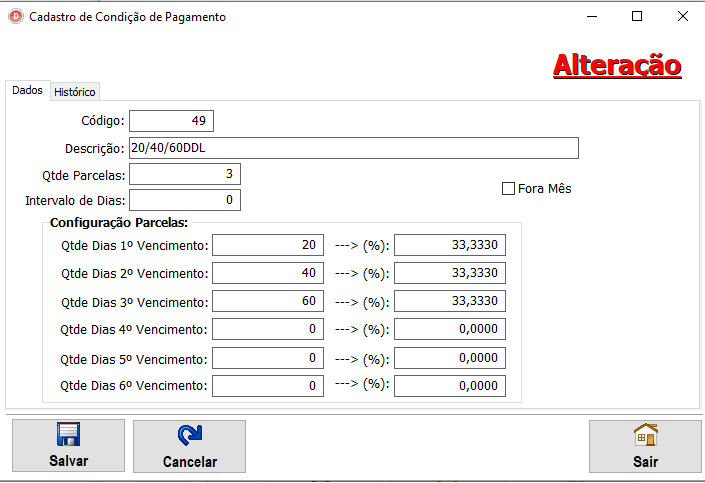 Cadastro de Condição de Pagamento
Alteração
Dados
Histórico
Código: 49
Descrição: 20/40/60DDL
Qtde Parcelas: 3
Fora Mês
Intervalo de Dias: 0
Configuração Parcelas:
Qtde Dias 1º Vencimento: 20 ---> (%): 33,3330
Qtde Dias 2º Vencimento: 40 ---> (%): 33,3330
Qtde Dias 3º Vencimento: 60 ---> (%): 33,3330
Qtde Dias 4º Vencimento: 0 ---> (%): 0,0000
Qtde Dias 5º Vencimento: 0 ---> (%): 0,0000
Qtde Dias 6º Vencimento: 0 ---> (%): 0,0000
Salvar
Cancelar
Sair